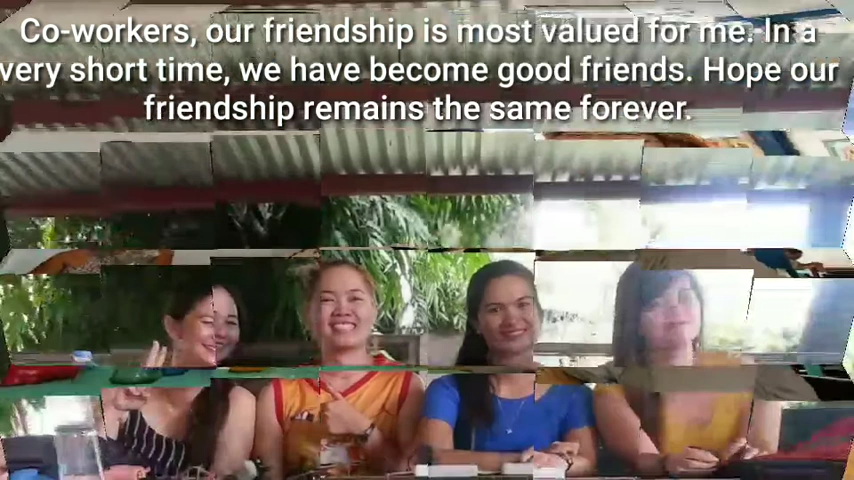 Co-workers, our friendship is most valued for me. In a
very short time, we have become good friends. Hope our
friendship remains the same forever.